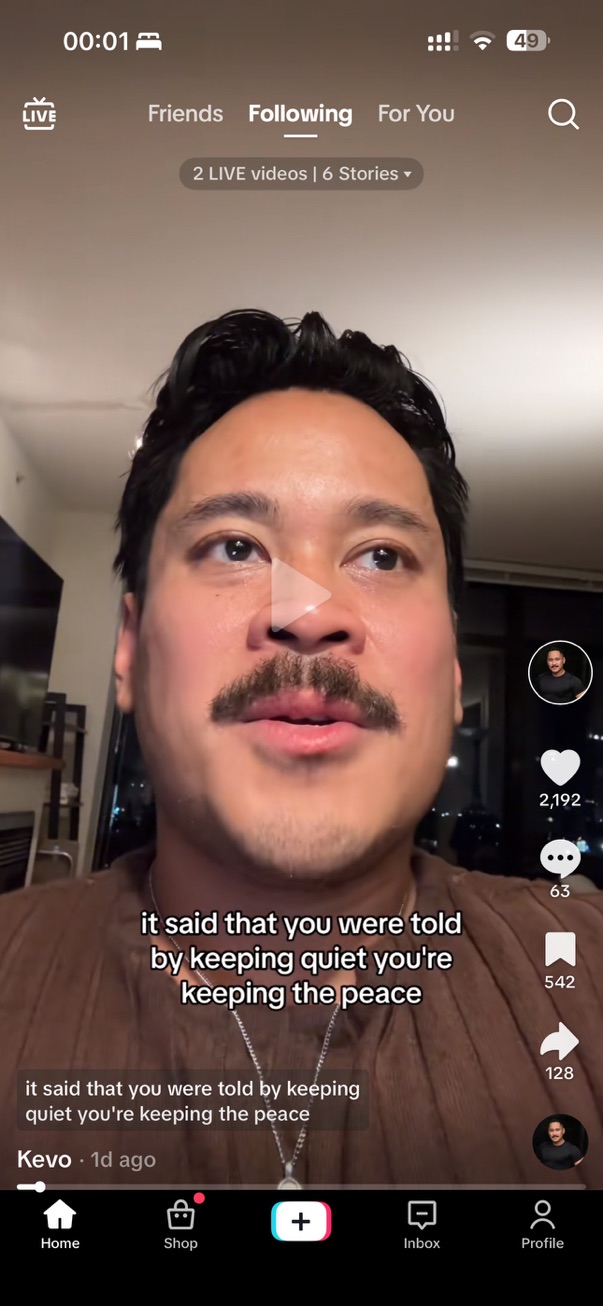 00:01
49
LIVE
Friends
Following
For You
2 LIVE videos | 6 Stories ▾
it said that you were told
by keeping quiet you're
keeping the peace
2,192
63
542
128
it said that you were told by keeping
quiet you're keeping the peace
Kevo · 1d ago
Home
Shop
Inbox
Profile